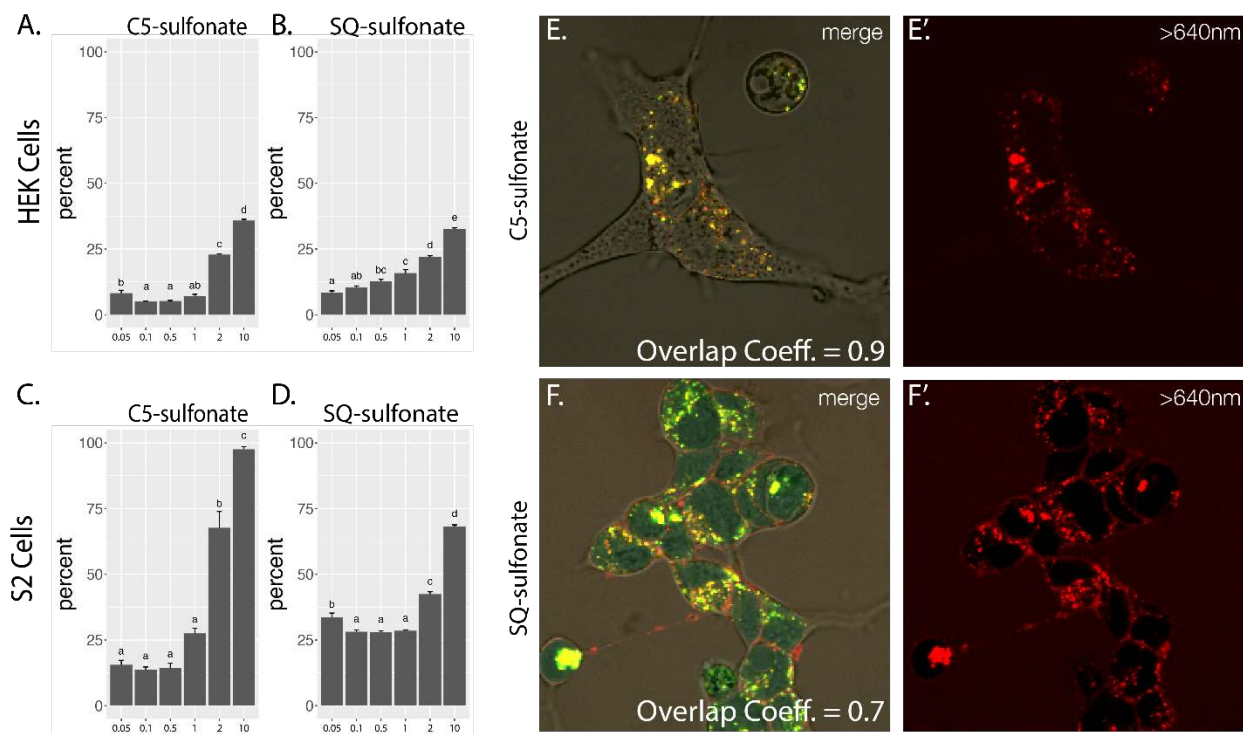 A.
C5-sulfonate
B.
SQ-sulfonate
HEK Cells
percent
100
75
50
25
0
b
a
a
ab
c
d
0.05
0.1
0.5
1
2
10
percent
100
75
50
25
0
a
ab
bc
c
d
e
0.05
0.1
0.5
1
2
10
C.
C5-sulfonate
D.
SQ-sulfonate
S2 Cells
percent
100
75
50
25
0
a
a
a
a
b
c
0.05
0.1
0.5
1
2
10
percent
100
75
50
25
0
b
a
a
a
c
d
0.05
0.1
0.5
1
2
10
C5-sulfonate
E.
merge
Overlap Coeff. = 0.9
E'.
>640nm
SQ-sulfonate
F.
merge
Overlap Coeff. = 0.7
F'.
>640nm